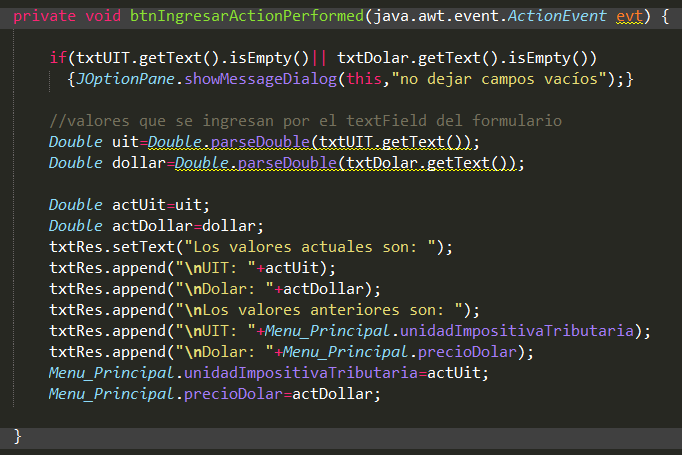 private void btnIngresarActionPerformed(java.awt.event.ActionEvent evt) {
if(txtUIT.getText().isEmpty()|| txtDolar.getText().isEmpty())
{JOptionPane.showMessageDialog(this,"no dejar campos vacíos");}
//valores que se ingresan por el textField del formulario
Double uit=Double.parseDouble(txtUIT.getText());
Double dollar=Double.parseDouble(txtDolar.getText());
Double actUit=uit;
Double actDollar=dollar;
txtRes.setText("Los valores actuales son: ");
txtRes.append("\nUIT: "+actUit);
txtRes.append("\nDolar: "+actDollar);
txtRes.append("\nLos valores anteriores son: ");
txtRes.append("\nUIT: "+Menu_Principal.unidadImpositivaTributaria);
txtRes.append("\nDolar: "+Menu_Principal.precioDolar);
Menu_Principal.unidadImpositivaTributaria=actUit;
Menu_Principal.precioDolar=actDollar;
}